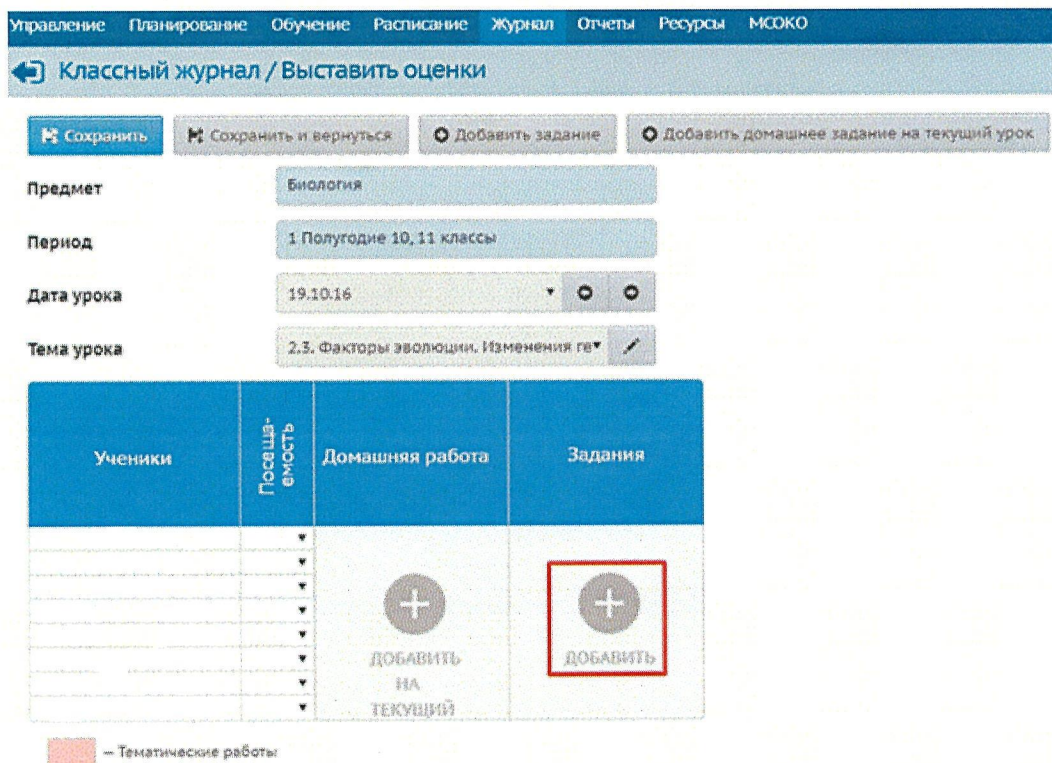 Управление Планирование Обучение Расписание Журнал Отчеты Ресурсы МСОКО
Классный журнал / Выставить оценки
Сохранить Сохранить и вернуться Добавить задание Добавить домашнее задание на текущий урок
Предмет Биология
Период 1 Полугодие 10, 11 классы
Дата урока 19.10.16
Тема урока 2.3. Факторы эволюции. Изменения ге
Ученики Посеща-
емость Домашняя работа Задания
ДОБАВИТЬ ДОБАВИТЬ
НА
ТЕКУЩИЙ
– Тематические работы